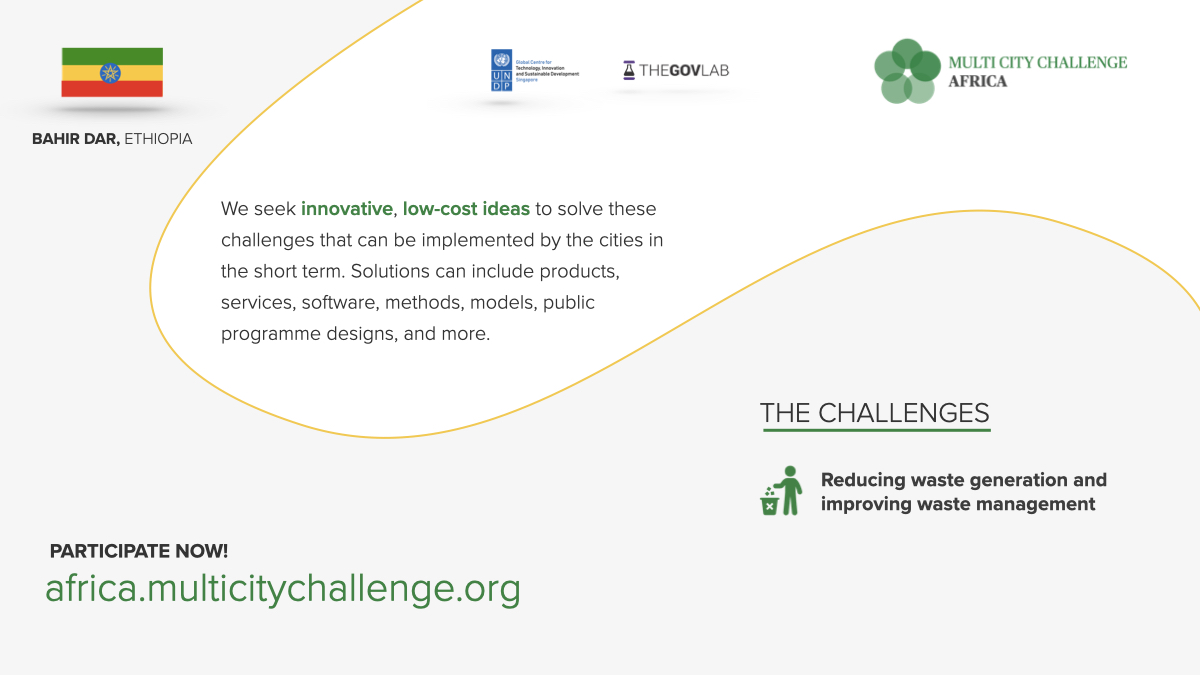 BAHIR DAR, ETHIOPIA
UN
DP
Global Centre for
Technology, Innovation
and Sustainable Development
Singapore
THEGOVLAB
MULTI CITY CHALLENGE
AFRICA
We seek innovative, low-cost ideas to solve these
challenges that can be implemented by the cities in
the short term. Solutions can include products,
services, software, methods, models, public
programme designs, and more.
THE CHALLENGES
Reducing waste generation and
improving waste management
PARTICIPATE NOW!
africa.multicitychallenge.org